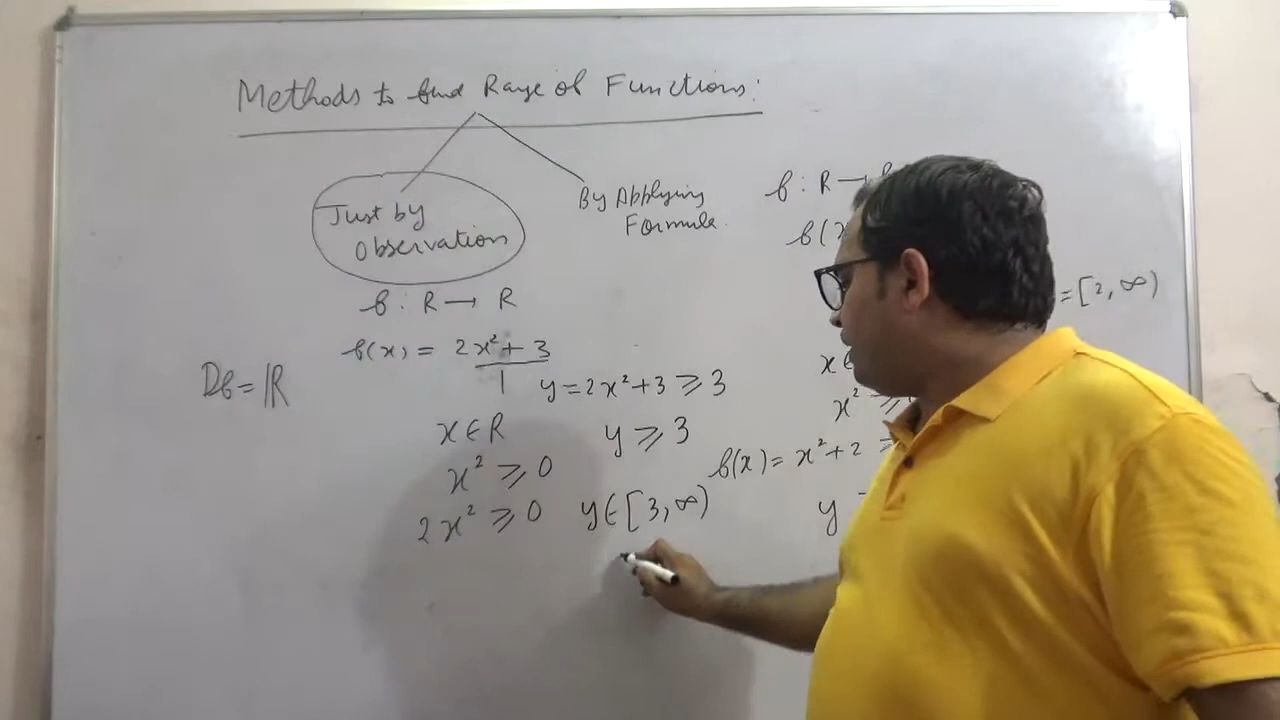 Methods to find Range of Functions:
Just by
Observation
By Applying
Formula.
f : R → R
f(x) = 2x² + 3
1
Df = ℝ
y = 2x² + 3 ⩾ 3
x ∈ R
y ⩾ 3
x² ⩾ 0
2x² ⩾ 0
y ∈ [3, ∞)
f : R →
f(x
= [2, ∞)
x ∈
x² ⩾
f(x) = x² + 2 ⩾
y